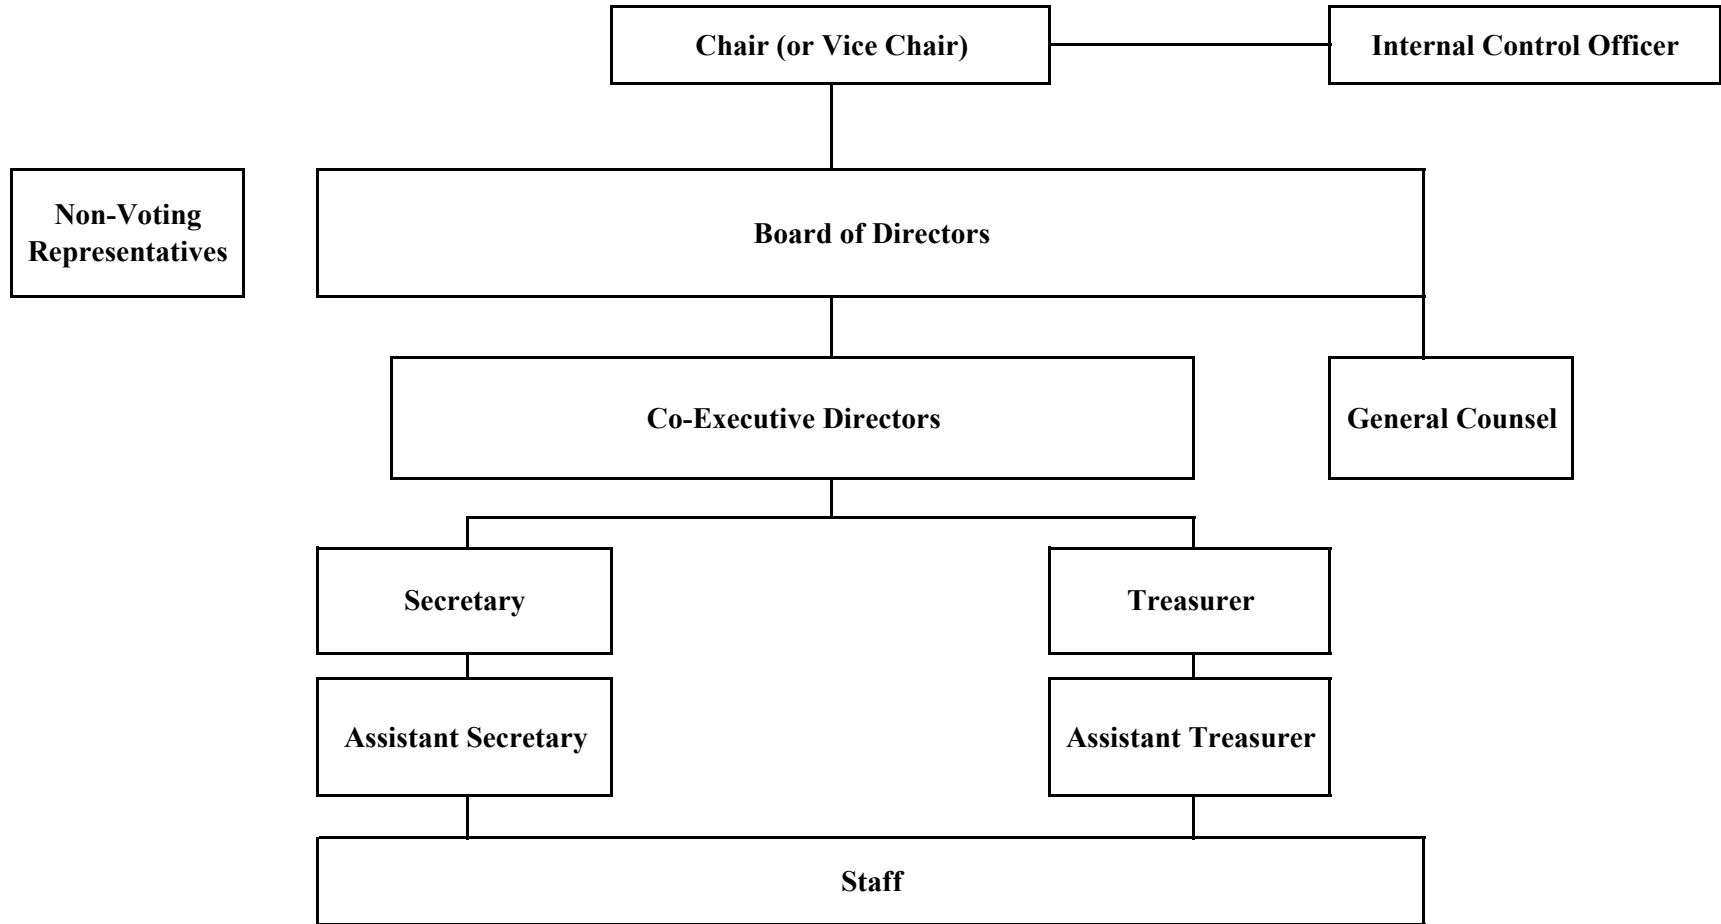 Chair (or Vice Chair)
Internal Control Officer
Non-Voting
Representatives
Board of Directors
Co-Executive Directors
General Counsel
Secretary
Treasurer
Assistant Secretary
Assistant Treasurer
Staff